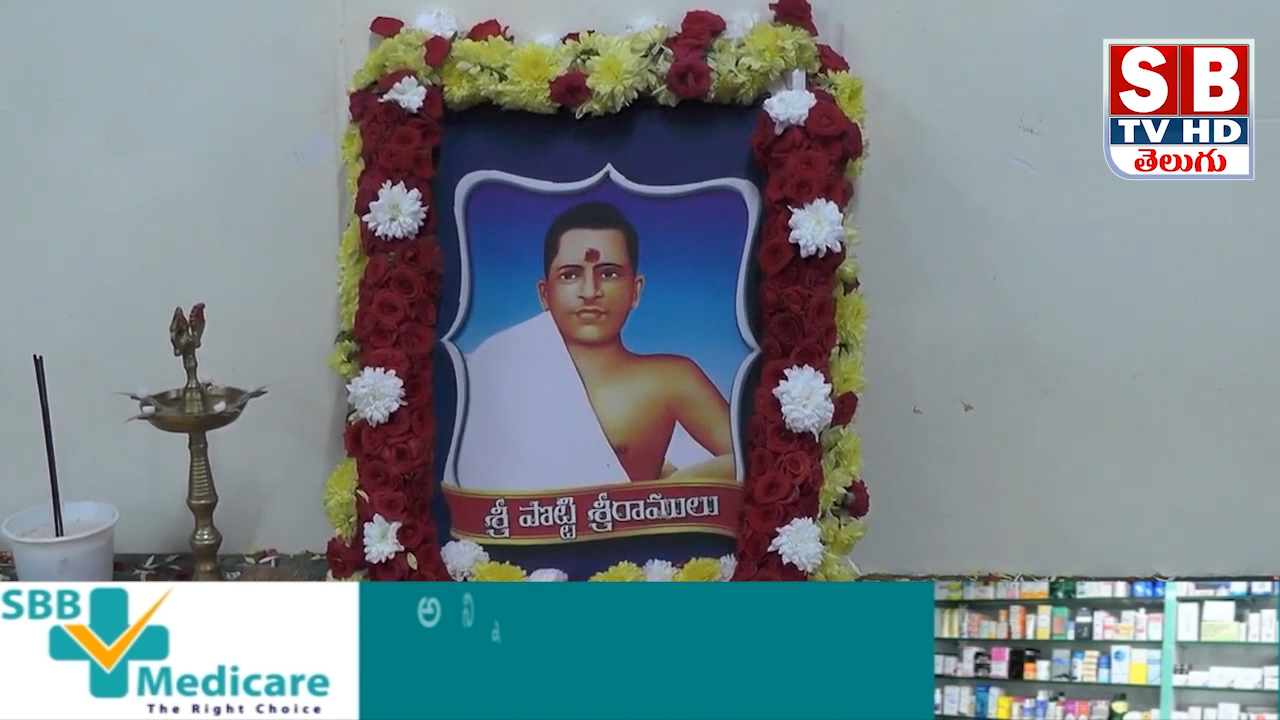 SB
TV HD
తెలుగు
శ్రీ పొట్టి శ్రీరాములు
SBB
Medicare
The Right Choice
అ ని